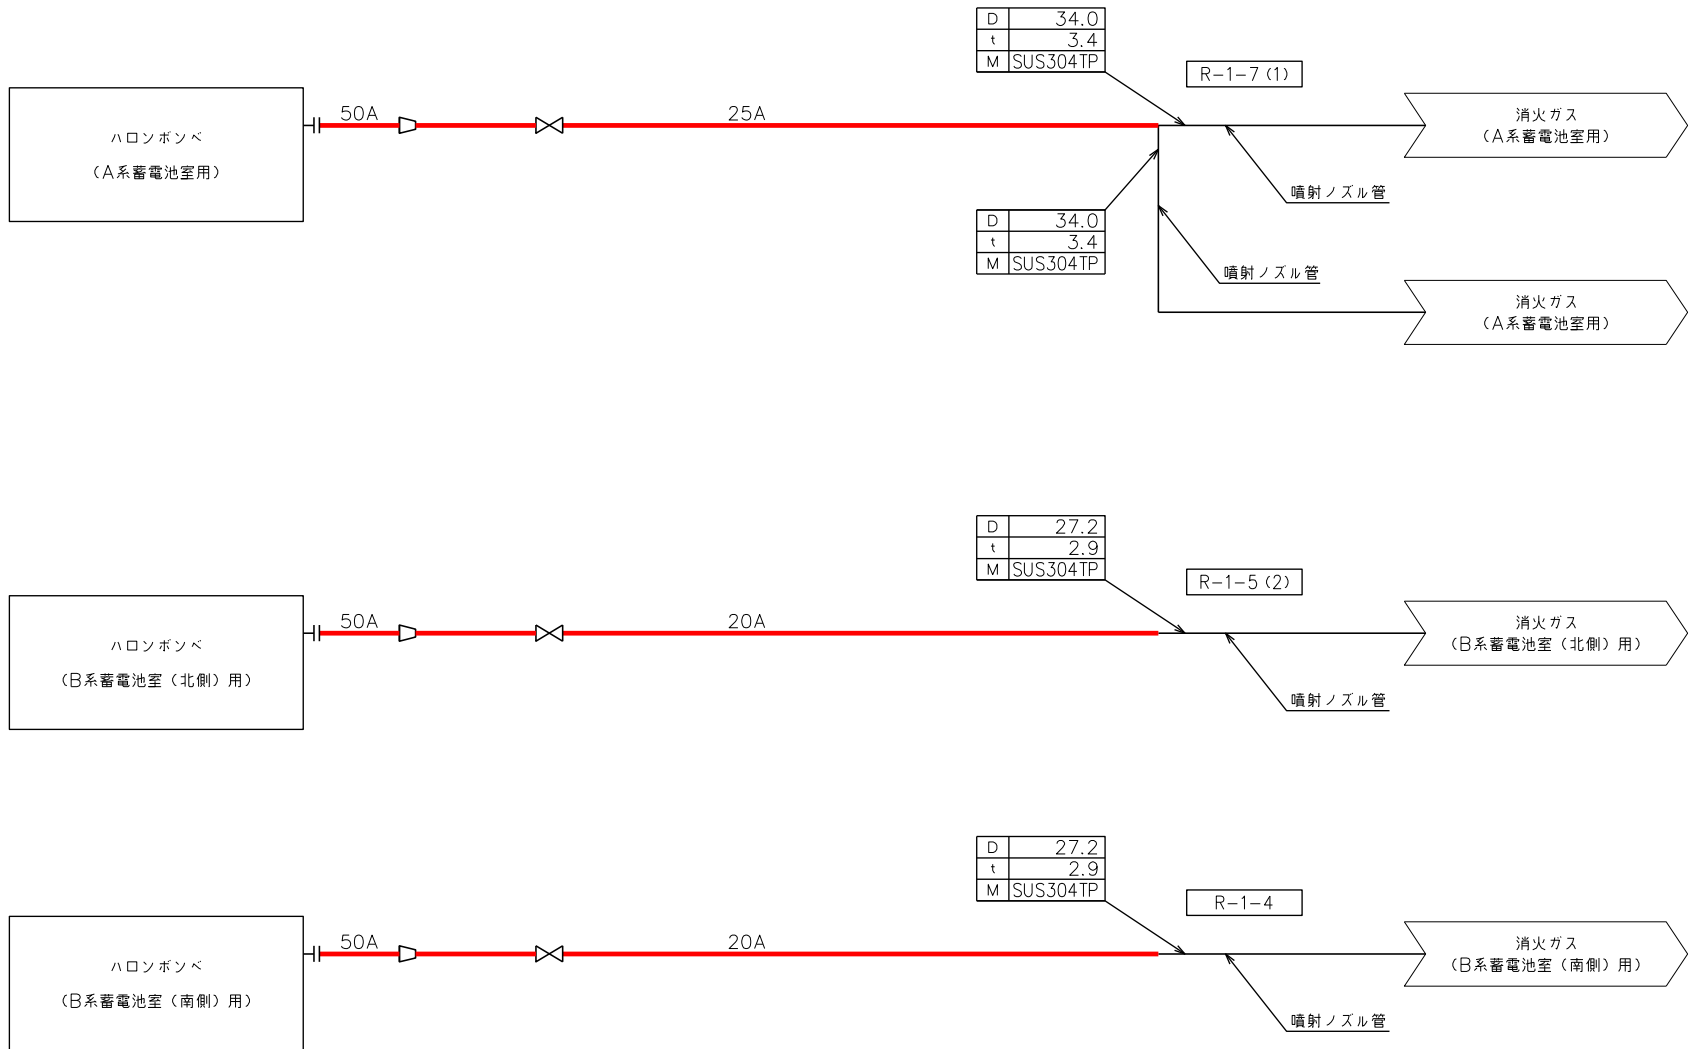 D 34.0
t 3.4
M SUS304TP
R-1-7(1)
ハロンボンベ
(A系蓄電池室用)
50A
25A
消火ガス
(A系蓄電池室用)
噴射ノズル管
D 34.0
t 3.4
M SUS304TP
噴射ノズル管
消火ガス
(A系蓄電池室用)
D 27.2
t 2.9
M SUS304TP
R-1-5(2)
ハロンボンベ
(B系蓄電池室(北側)用)
50A
20A
消火ガス
(B系蓄電池室(北側)用)
噴射ノズル管
D 27.2
t 2.9
M SUS304TP
R-1-4
ハロンボンベ
(B系蓄電池室(南側)用)
50A
20A
消火ガス
(B系蓄電池室(南側)用)
噴射ノズル管